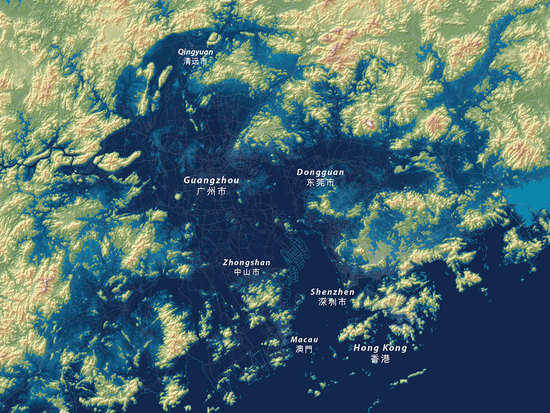 Qingyuan
清远市
Guangzhou
广州市
Dongguan
东莞市
Zhongshan
中山市
Shenzhen
深圳市
Macau
澳門
Hong Kong
香港